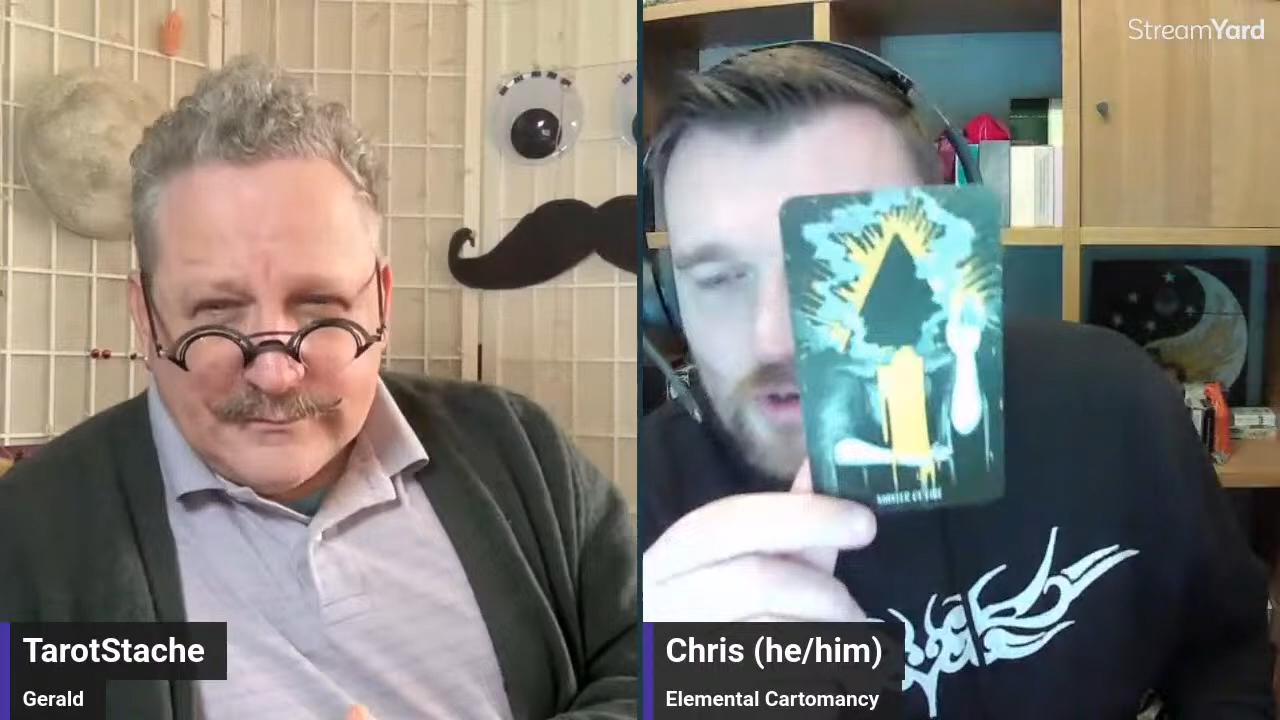 StreamYard
TarotStache
Gerald
Chris (he/him)
Elemental Cartomancy